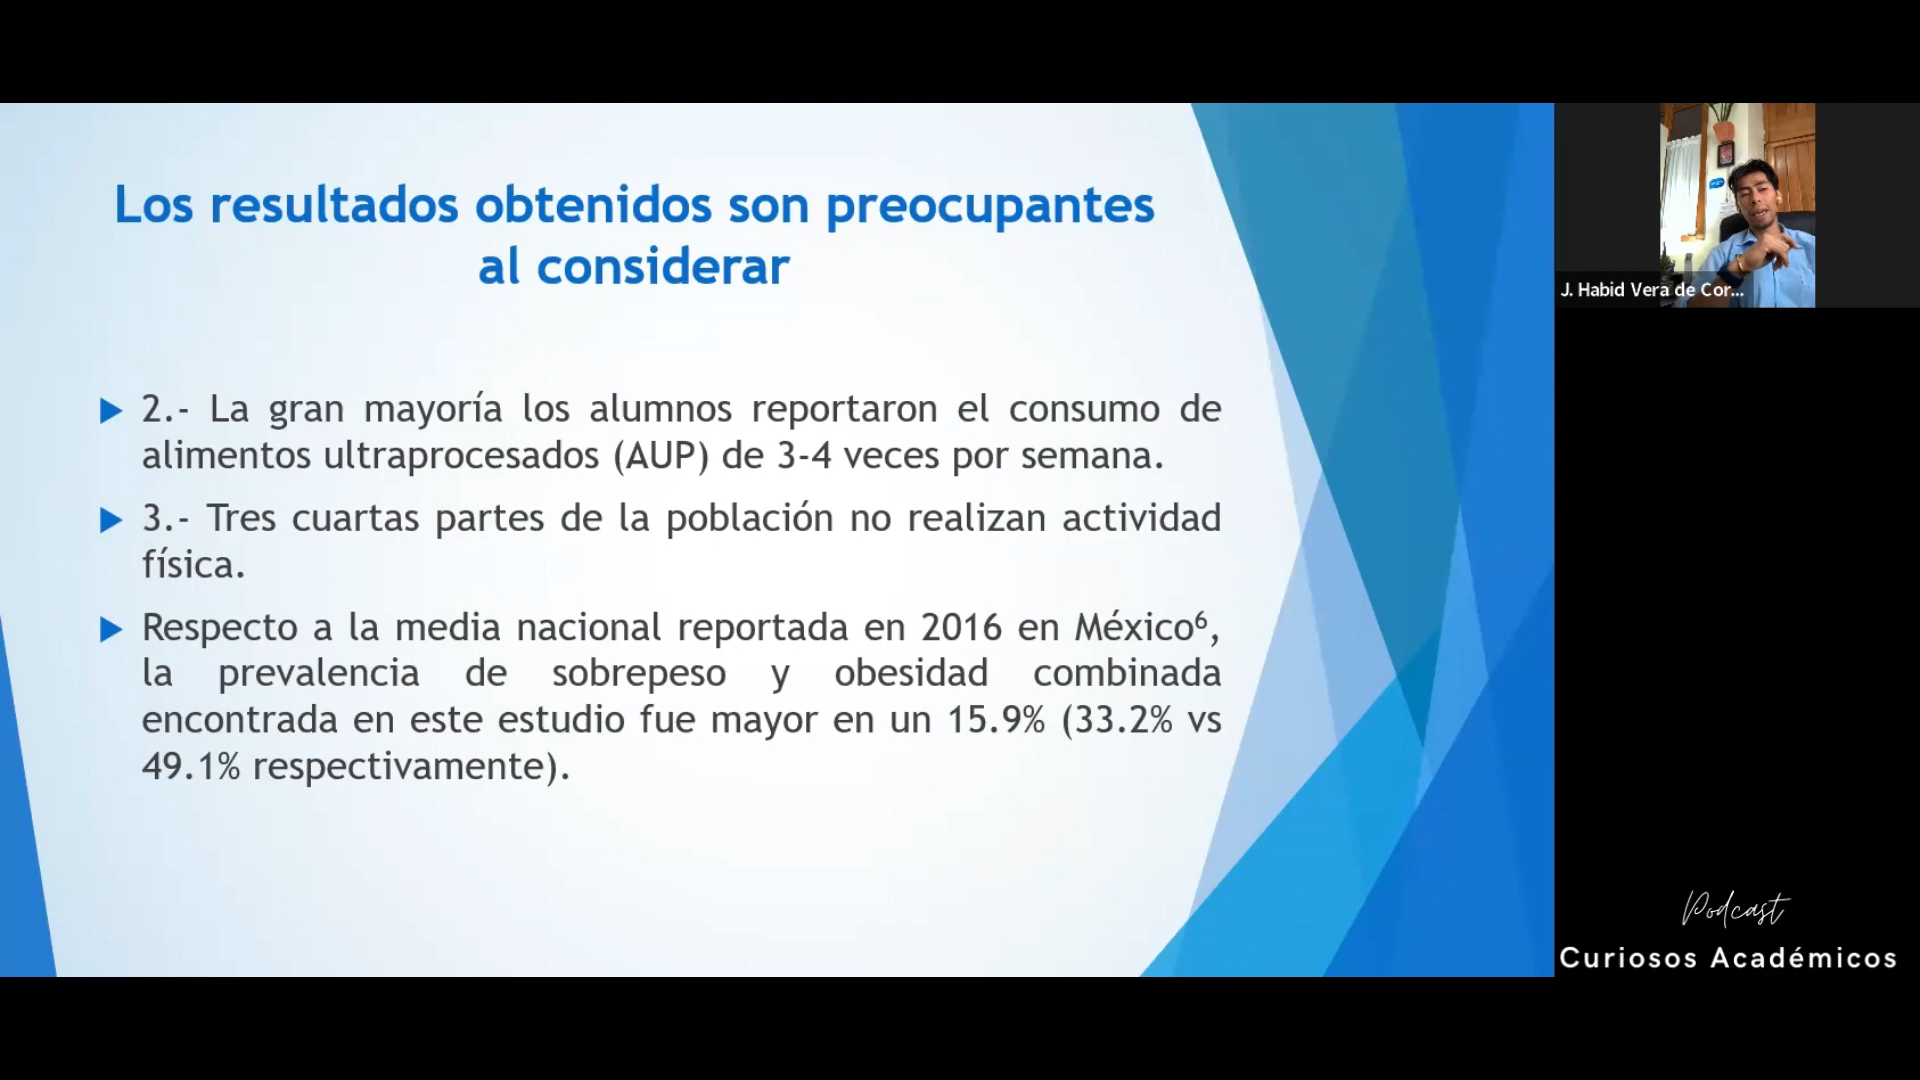 Los resultados obtenidos son preocupantes
al considerar
2.- La gran mayoría los alumnos reportaron el consumo de
alimentos ultraprocesados (AUP) de 3-4 veces por semana.
3.- Tres cuartas partes de la población no realizan actividad
física.
Respecto a la media nacional reportada en 2016 en México⁶,
la prevalencia de sobrepeso y obesidad combinada
encontrada en este estudio fue mayor en un 15.9% (33.2% vs
49.1% respectivamente).
J. Habid Vera de Cor...
Podcast
Curiosos Académicos